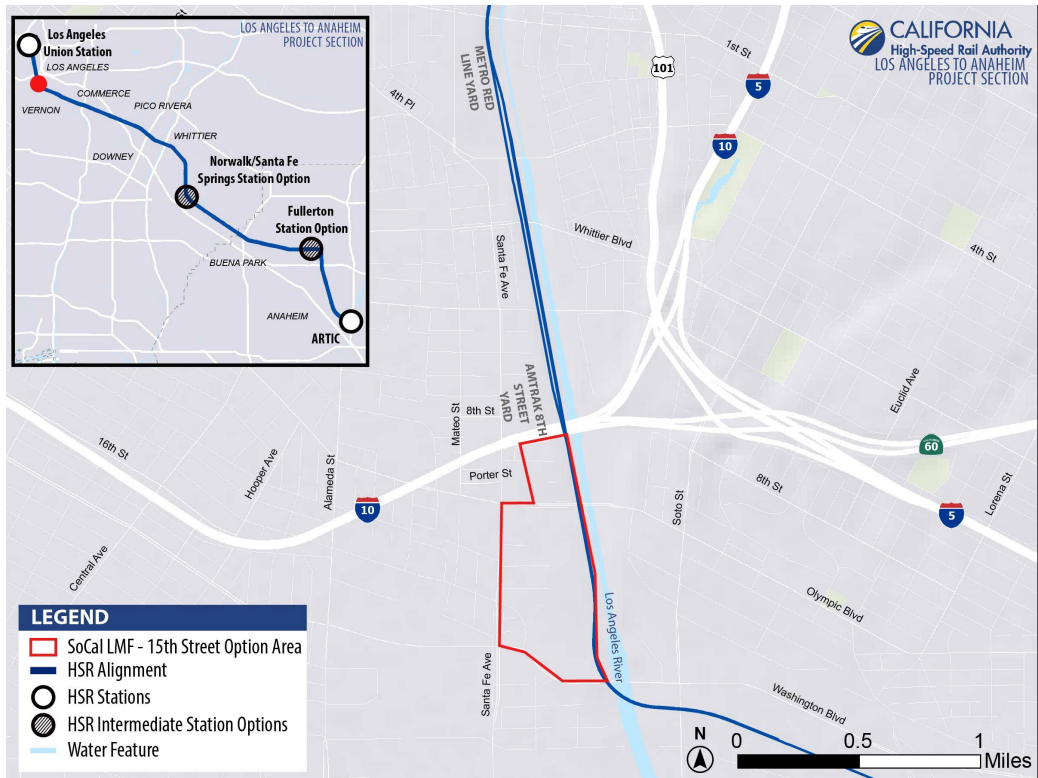 LOS ANGELES TO ANAHEIM
PROJECT SECTION
Los Angeles
Union Station
LOS ANGELES
COMMERCE
VERNON
PICO RIVERA
WHITTIER
DOWNEY
Norwalk/Santa Fe
Springs Station Option
Fullerton
Station Option
BUENA PARK
ANAHEIM
ARTIC
St
CALIFORNIA
High-Speed Rail Authority
LOS ANGELES TO ANAHEIM
PROJECT SECTION
METRO RED
LINE YARD
101
1st St
5
10
4th Pl
Whittier Blvd
4th St
Santa Fe Ave
AMTRAK 8TH
STREET
YARD
Euclid Ave
8th St
Mateo St
60
16th St
Hooper Ave
Alameda St
Porter St
10
Soto St
8th St
Lorena St
5
Central Ave
Olympic Blvd
Los Angeles River
Santa Fe Ave
Washington Blvd
LEGEND
SoCal LMF - 15th Street Option Area
HSR Alignment
HSR Stations
HSR Intermediate Station Options
Water Feature
N
0 0.5 1
Miles